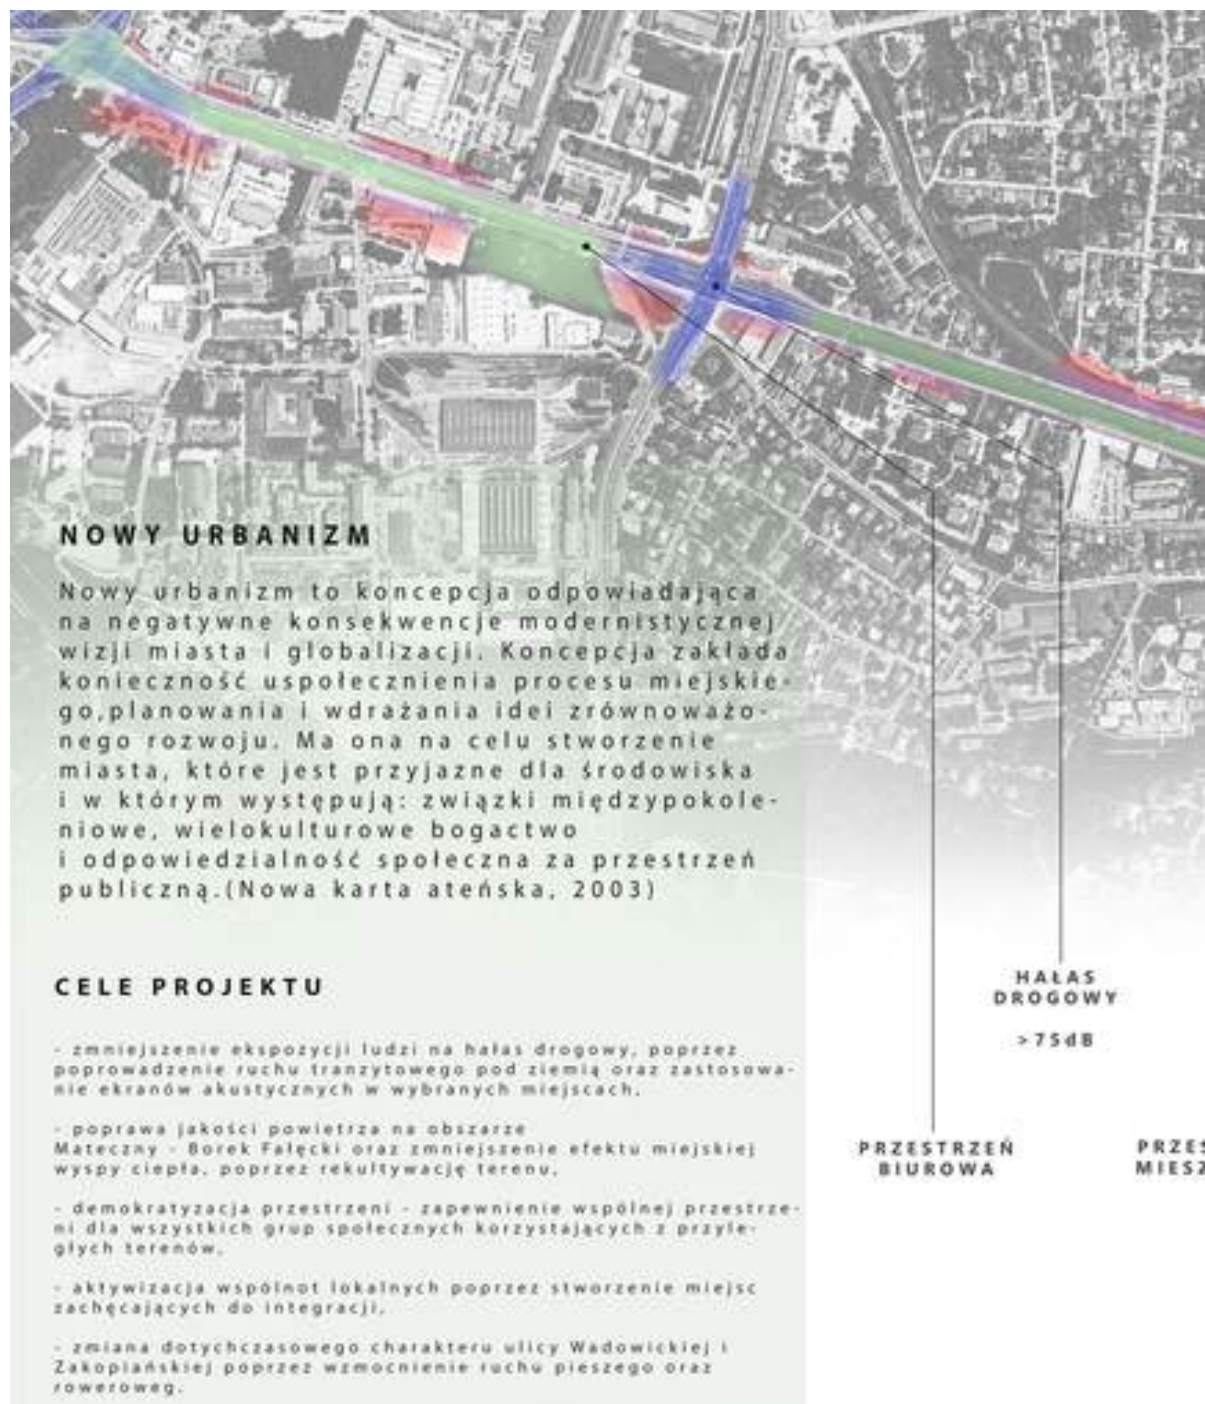 NOWY URBANIZM
Nowy urbanizm to koncepcja odpowiadająca
na negatywne konsekwencje modernistycznej
wizji miasta i globalizacji. Koncepcja zakłada
konieczność uspołecznienia procesu miejskie-
go,planowania i wdrażania idei zrównoważo-
nego rozwoju. Ma ona na celu stworzenie
miasta, które jest przyjazne dla środowiska
i w którym występują: związki międzypokole-
niowe, wielokulturowe bogactwo
i odpowiedzialność społeczna za przestrzeń
publiczną.(Nowa karta ateńska, 2003)
CELE PROJEKTU
- zmniejszenie ekspozycji ludzi na hałas drogowy, poprzez
poprowadzenie ruchu tranzytowego pod ziemią oraz zastosowa-
nie ekranów akustycznych w wybranych miejscach,
- poprawa jakości powietrza na obszarze
Mateczny - Borek Fałęcki oraz zmniejszenie efektu miejskiej
wyspy ciepła, poprzez rekultywację terenu,
- demokratyzacja przestrzeni - zapewnienie wspólnej przestrze-
ni dla wszystkich grup społecznych korzystających z przyle-
głych terenów,
- aktywizacja wspólnot lokalnych poprzez stworzenie miejsc
zachęcających do integracji,
- zmiana dotychczasowego charakteru ulicy Wadowickiej i
Zakopiańskiej poprzez wzmocnienie ruchu pieszego oraz
roweroweg.
HAŁAS
DROGOWY
>75dB
PRZESTRZEŃ
BIUROWA
PRZES
MIESZ